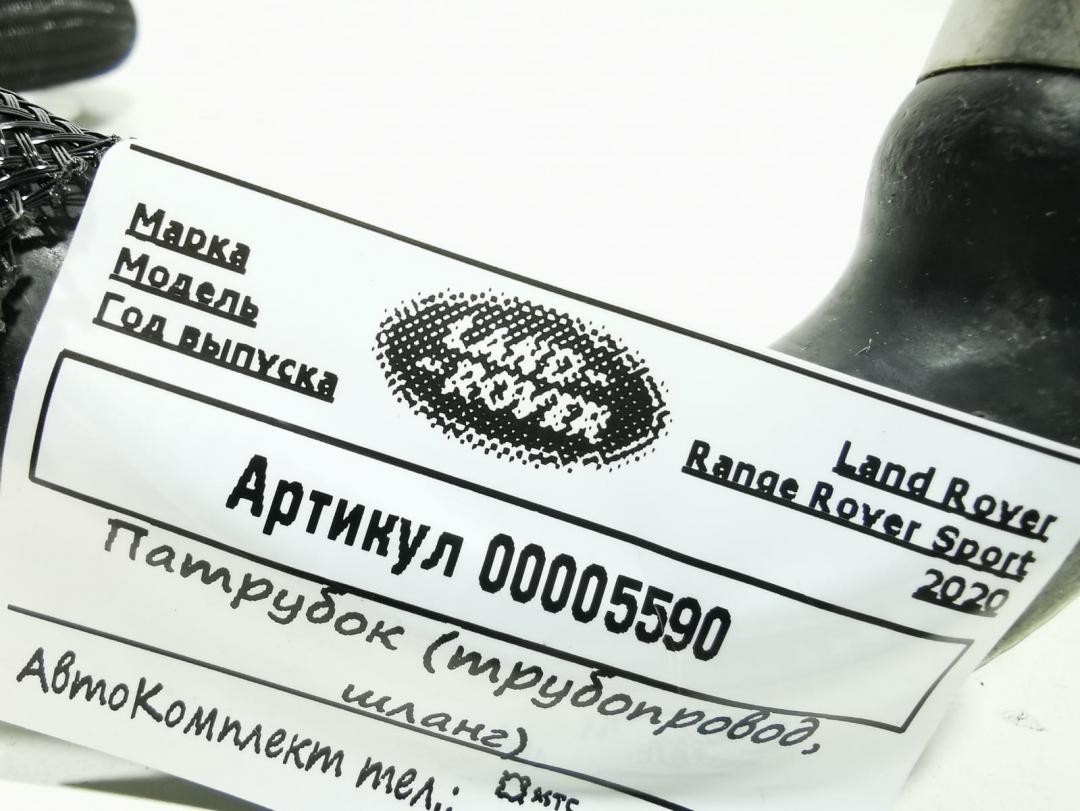 Марка
Land Rover
Модель
Range Rover Sport
Год выпуска
2020
LAND-
ROVER
Артикул 00005590
Патрубок (трубопровод,
шланг)
АвтоКомплект тел.:
мтс